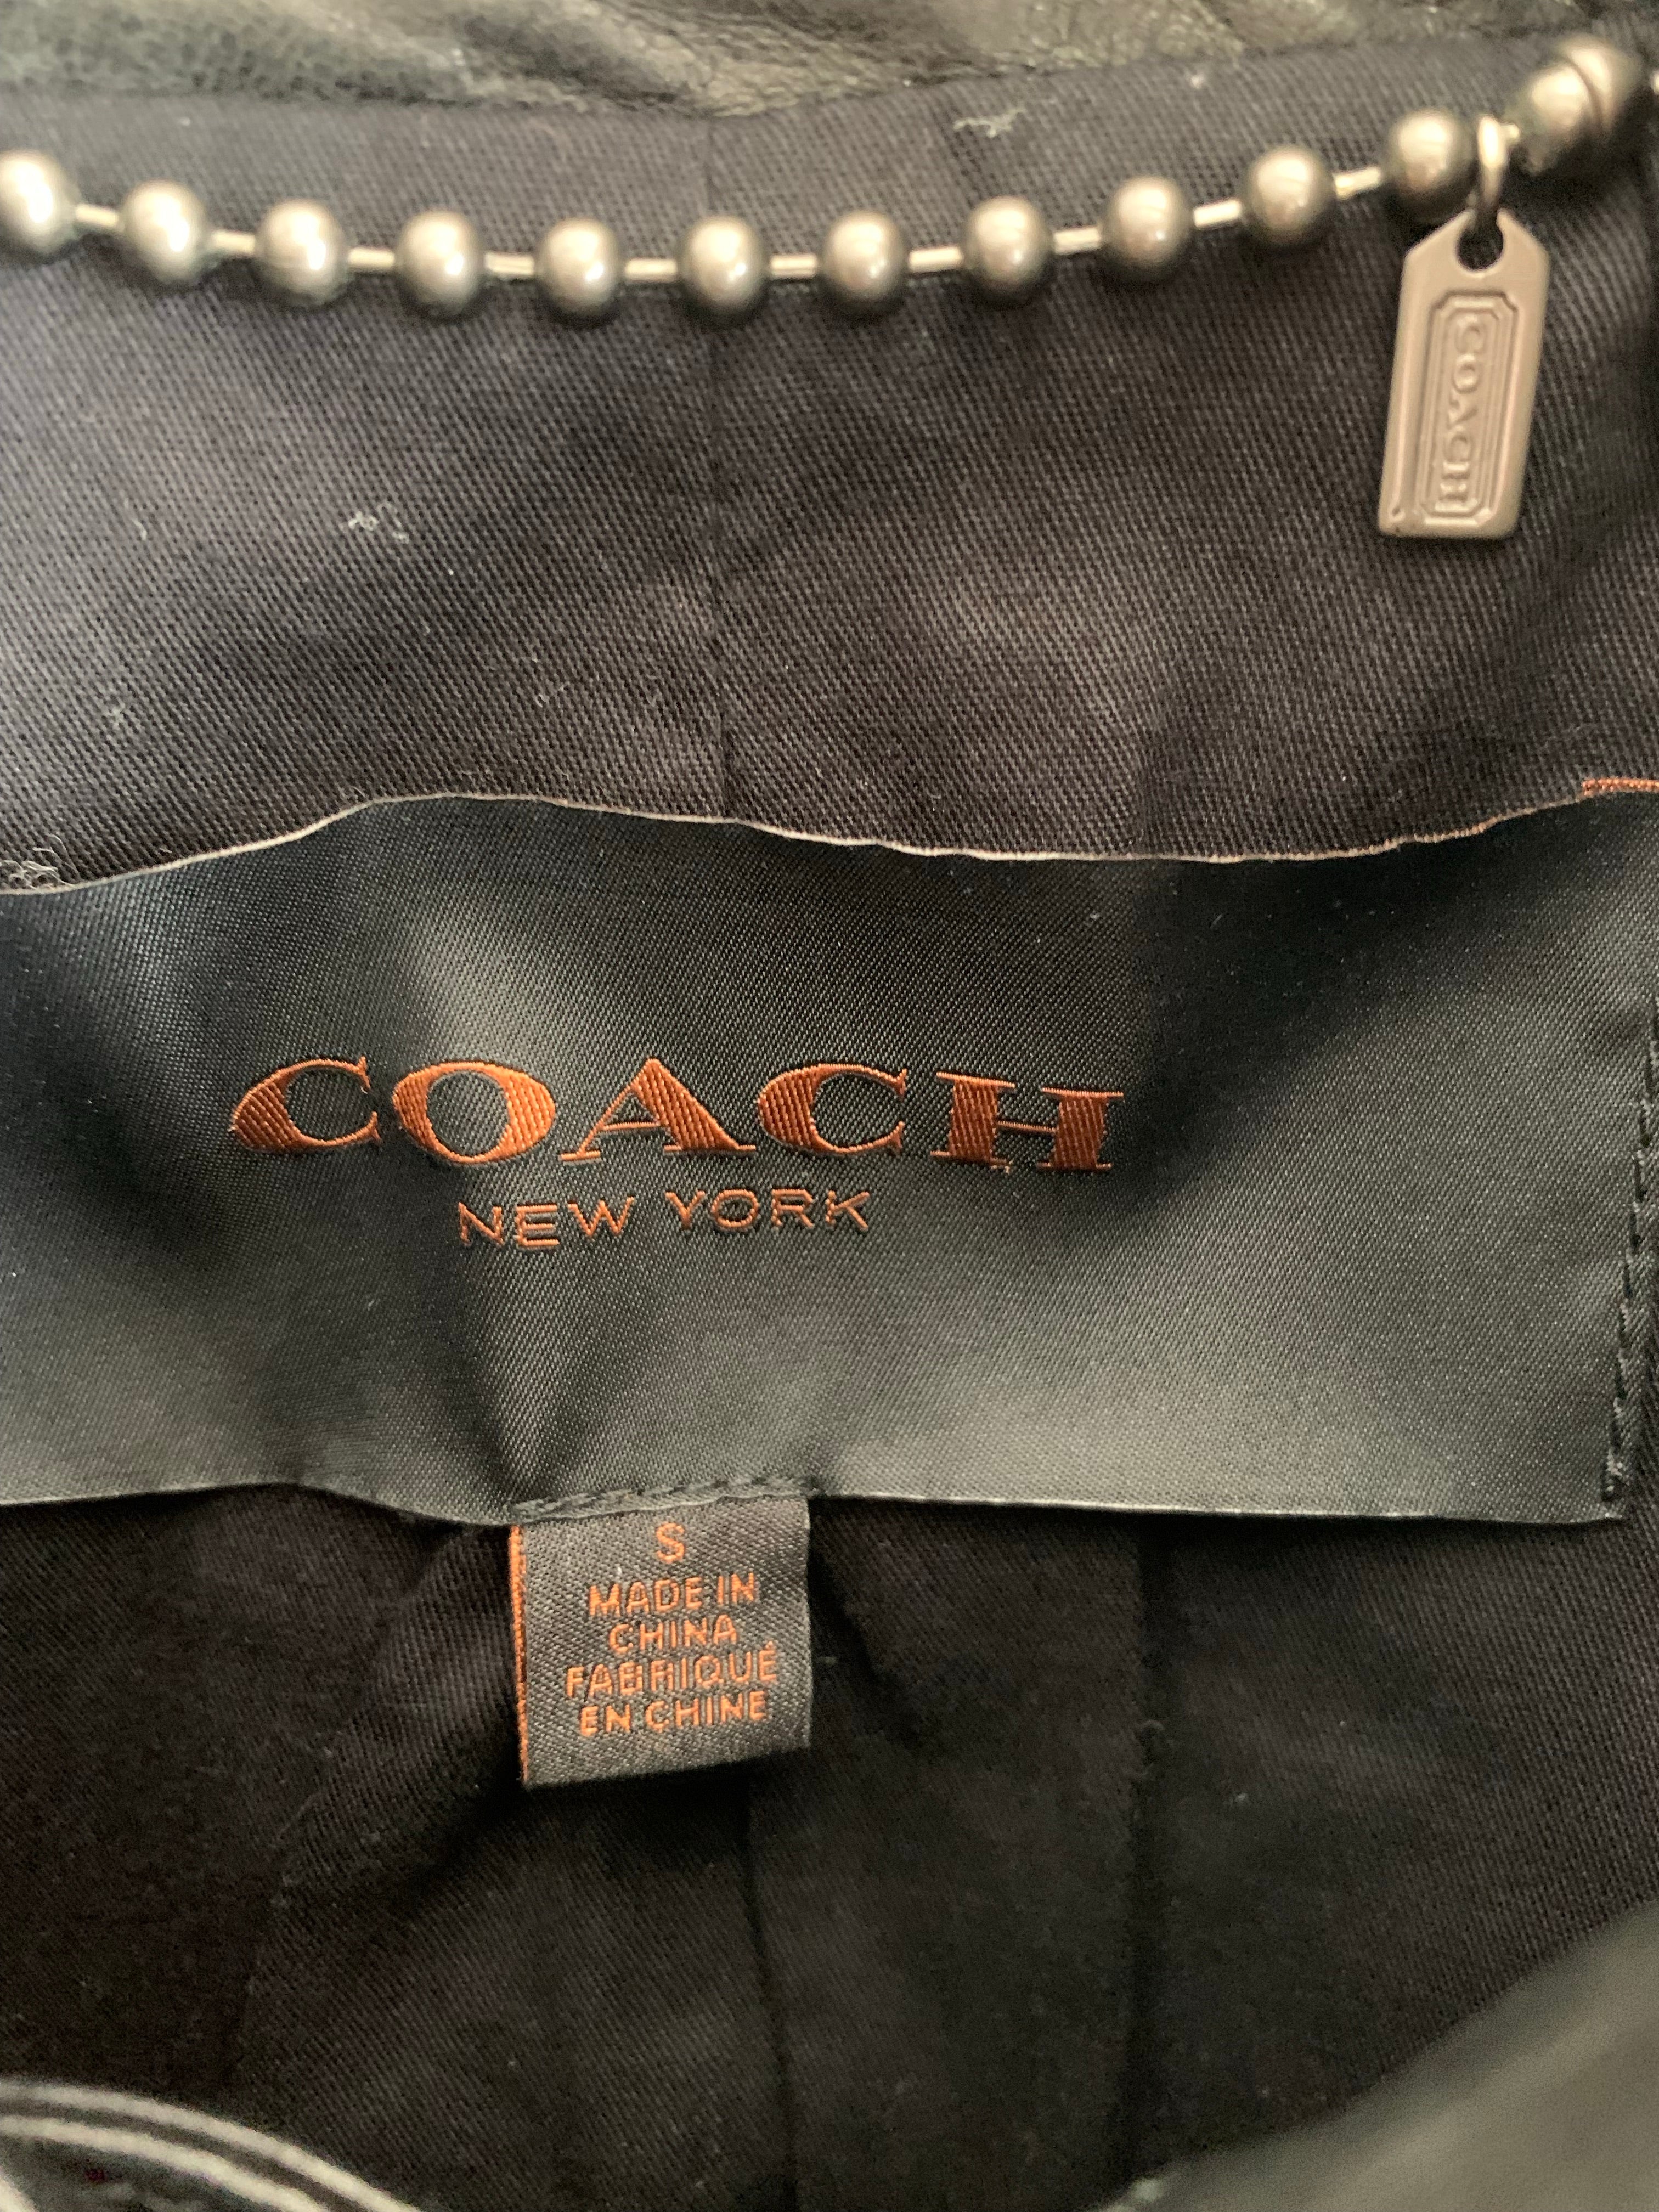 COACH
COACH
NEW YORK
S
MADE IN
CHINA
FABRIQUÉ
EN CHINE